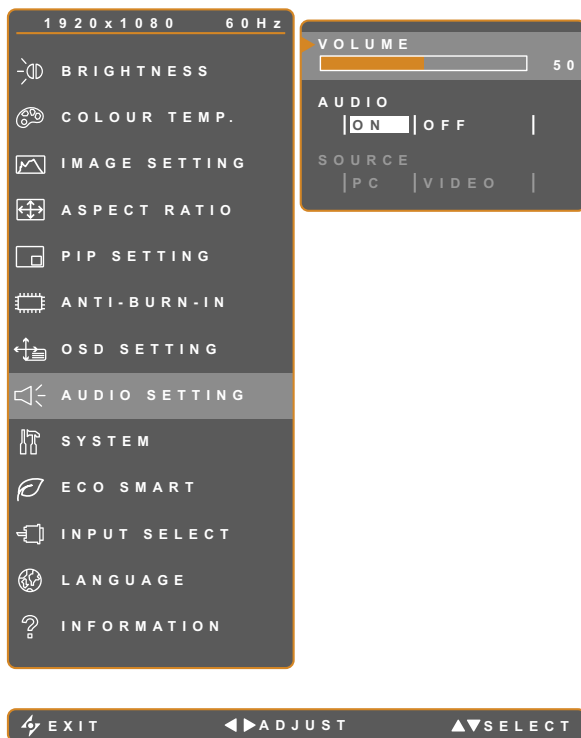 1920x1080 60Hz
BRIGHTNESS
COLOUR TEMP.
IMAGE SETTING
ASPECT RATIO
PIP SETTING
ANTI-BURN-IN
OSD SETTING
AUDIO SETTING
SYSTEM
ECO SMART
INPUT SELECT
LANGUAGE
INFORMATION
VOLUME
50
AUDIO
ON OFF
SOURCE
PC VIDEO
EXIT ADJUST SELECT